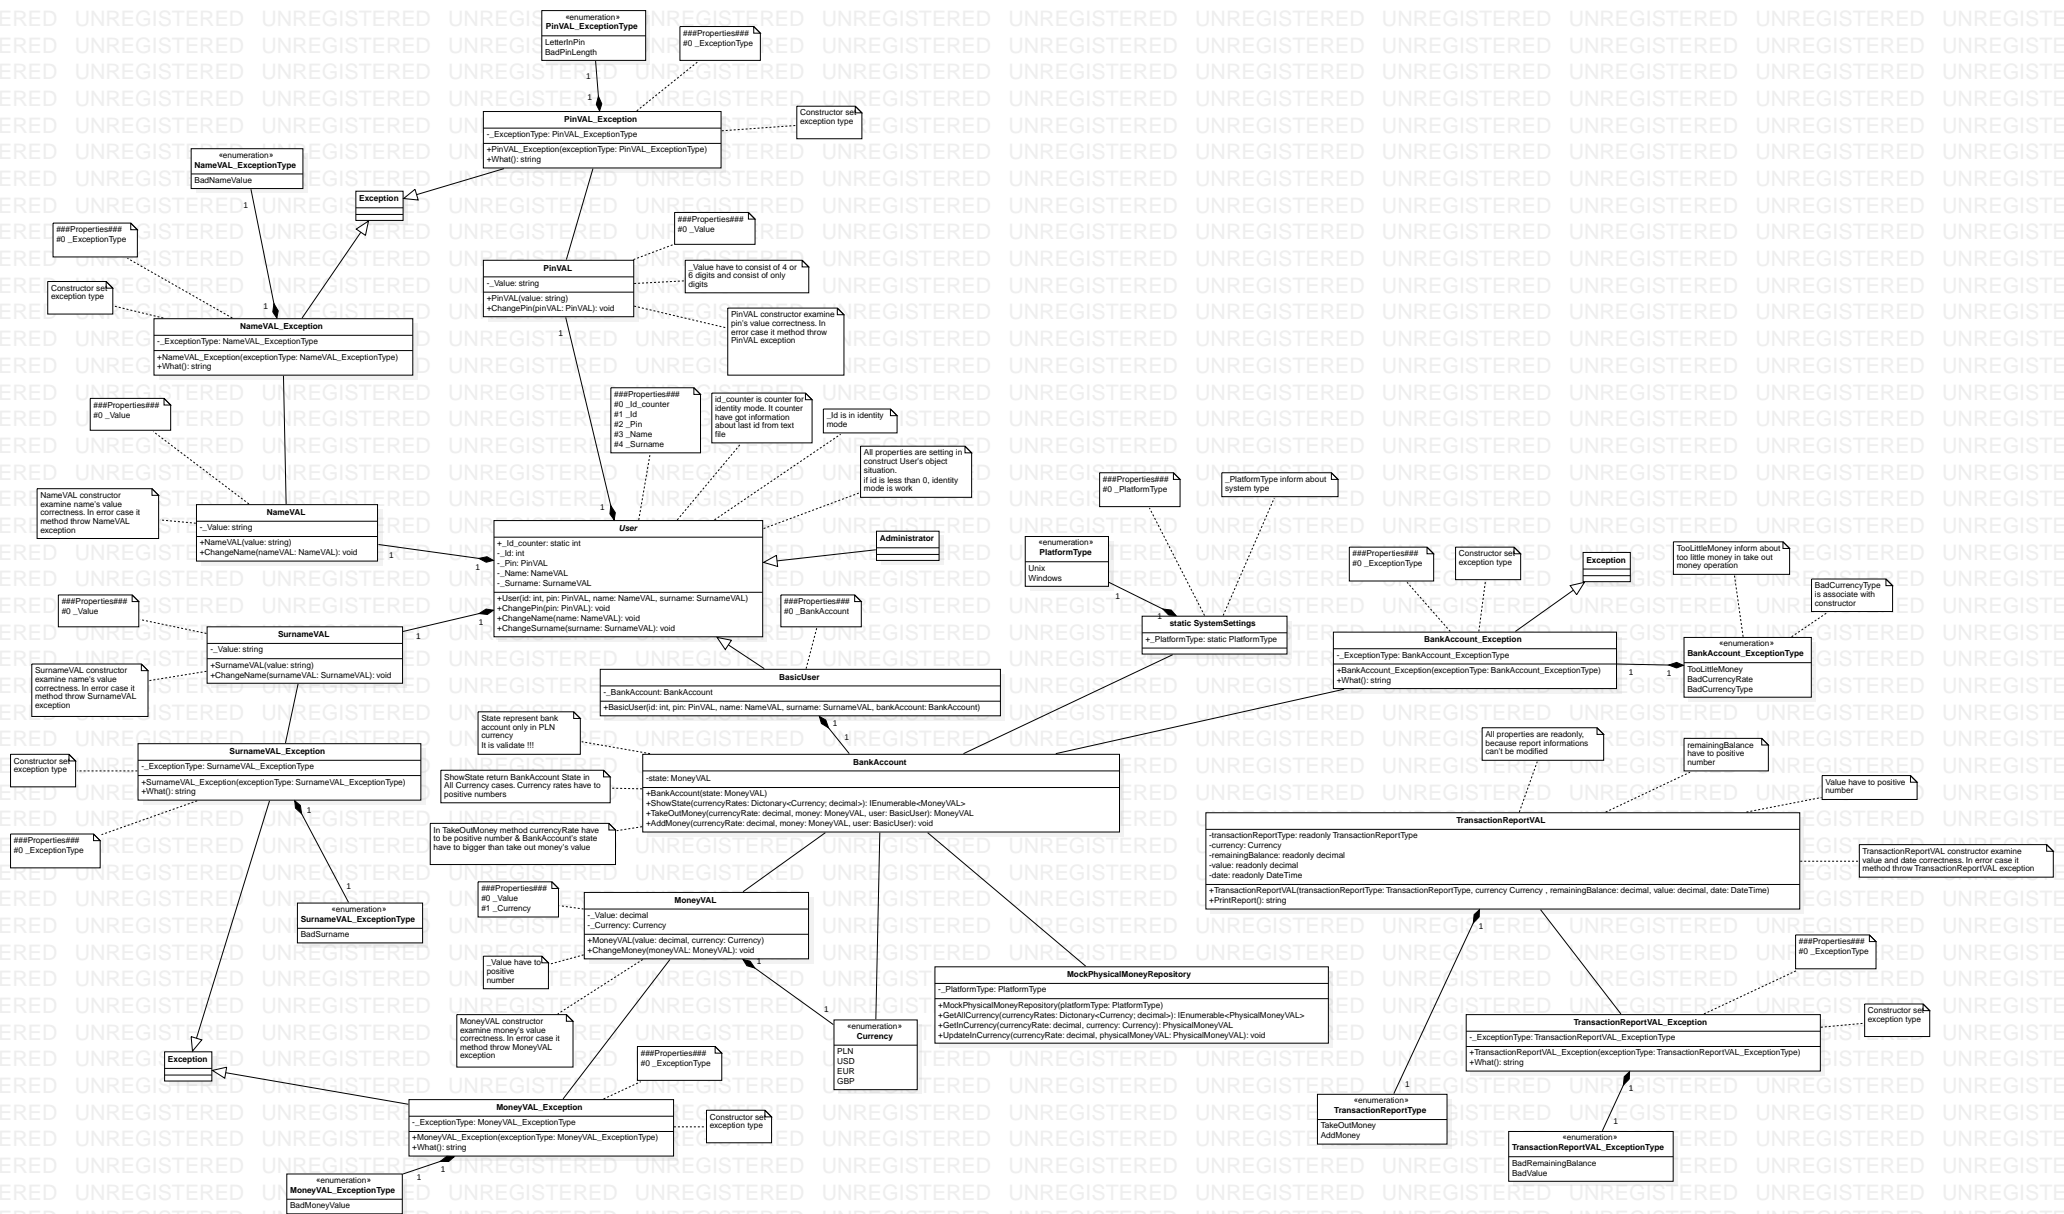 «enumeration»
PinVAL_ExceptionType
LetterInPin
BadPinLength
###Properties###
#0 _ExceptionType
1
1
PinVAL_Exception
-_ExceptionType: PinVAL_ExceptionType
+PinVAL_Exception(exceptionType: PinVAL_ExceptionType)
+What(): string
Constructor set
exception type
«enumeration»
NameVAL_ExceptionType
BadNameValue
1
Exception
###Properties###
#0 _ExceptionType
Constructor set
exception type
1
NameVAL_Exception
-_ExceptionType: NameVAL_ExceptionType
+NameVAL_Exception(exceptionType: NameVAL_ExceptionType)
+What(): string
###Properties###
#0 _Value
PinVAL
-_Value: string
+PinVAL(value: string)
+ChangePin(pinVAL: PinVAL): void
_Value have to consist of 4 or
6 digits and consist of only
digits
PinVAL constructor examine
pin's value correctness. In
error case it method throw
PinVAL exception
1
###Properties###
#0 _Value
NameVAL constructor
examine name's value
correctness. In error case it
method throw NameVAL
exception
NameVAL
-_Value: string
+NameVAL(value: string)
+ChangeName(nameVAL: NameVAL): void
1
1
###Properties###
#0 _Id_counter
#1 _Id
#2 _Pin
#3 _Name
#4 _Surname
id_counter is counter for
identity mode. It counter
have got information
about last id from text
file
_Id is in identity
mode
All properties are setting in
construct User's object
situation.
if id is less than 0, identity
mode is work
1
User
+_Id_counter: static int
-_Id: int
-_Pin: PinVAL
-_Name: NameVAL
-_Surname: SurnameVAL
+User(id: int, pin: PinVAL, name: NameVAL, surname: SurnameVAL)
+ChangePin(pin: PinVAL): void
+ChangeName(name: NameVAL): void
+ChangeSurname(surname: SurnameVAL): void
Administrator
###Properties###
#0 _Value
SurnameVAL
-_Value: string
+SurnameVAL(value: string)
+ChangeName(surnameVAL: SurnameVAL): void
1
1
SurnameVAL constructor
examine name's value
correctness. In error case it
method throw SurnameVAL
exception
###Properties###
#0 _BankAccount
BasicUser
-_BankAccount: BankAccount
+BasicUser(id: int, pin: PinVAL, name: NameVAL, surname: SurnameVAL, bankAccount: BankAccount)
1
1
###Properties###
#0 _PlatformType
_PlatformType inform about
system type
«enumeration»
PlatformType
Unix
Windows
1
1
static SystemSettings
+_PlatformType: static PlatformType
###Properties###
#0 _ExceptionType
Constructor set
exception type
Exception
TooLittleMoney inform about
too little money in take out
money operation
BadCurrencyType
is associate with
constructor
BankAccount_Exception
-_ExceptionType: BankAccount_ExceptionType
+BankAccount_Exception(exceptionType: BankAccount_ExceptionType)
+What(): string
1
1
«enumeration»
BankAccount_ExceptionType
TooLittleMoney
BadCurrencyRate
BadCurrencyType
State represent bank
account only in PLN
currency
It is validate !!!
ShowState return BankAccount State in
All Currency cases. Currency rates have to
positive numbers
In TakeOutMoney method currencyRate have
to be positive number & BankAccount's state
have to bigger than take out money's value
BankAccount
-state: MoneyVAL
+BankAccount(state: MoneyVAL)
+ShowState(currencyRates: Dictonary<Currency; decimal>): IEnumerable<MoneyVAL>
+TakeOutMoney(currencyRate: decimal, money: MoneyVAL, user: BasicUser): MoneyVAL
+AddMoney(currencyRate: decimal, money: MoneyVAL, user: BasicUser): void
Constructor set
exception type
SurnameVAL_Exception
-_ExceptionType: SurnameVAL_ExceptionType
+SurnameVAL_Exception(exceptionType: SurnameVAL_ExceptionType)
+What(): string
###Properties###
#0 _ExceptionType
1
1
«enumeration»
SurnameVAL_ExceptionType
BadSurname
All properties are readonly,
because report informations
can't be modified
remainingBalance
have to positive
number
Value have to positive
number
TransactionReportVAL
-transactionReportType: readonly TransactionReportType
-currency: Currency
-remainingBalance: readonly decimal
-value: readonly decimal
-date: readonly DateTime
+TransactionReportVAL(transactionReportType: TransactionReportType, currency Currency , remainingBalance: decimal, value: decimal, date: DateTime)
+PrintReport(): string
TransactionReportVAL constructor examine
value and date correctness. In error case it
method throw TransactionReportVAL exception
###Properties###
#0 _Value
#1 _Currency
MoneyVAL
-_Value: decimal
-_Currency: Currency
+MoneyVAL(value: decimal, currency: Currency)
+ChangeMoney(moneyVAL: MoneyVAL): void
_Value have to
positive
number
MoneyVAL constructor
examine money's value
correctness. In error case it
method throw MoneyVAL
exception
1
1
«enumeration»
Currency
PLN
USD
EUR
GBP
MockPhysicalMoneyRepository
-_PlatformType: PlatformType
+MockPhysicalMoneyRepository(platformType: PlatformType)
+GetAllCurrency(currencyRates: Dictonary<Currency; decimal>): IEnumerable<PhysicalMoneyVAL>
+GetInCurrency(currencyRate: decimal, currency: Currency): PhysicalMoneyVAL
+UpdateInCurrency(currencyRate: decimal, physicalMoneyVAL: PhysicalMoneyVAL): void
1
###Properties###
#0 _ExceptionType
Constructor set
exception type
TransactionReportVAL_Exception
-_ExceptionType: TransactionReportVAL_ExceptionType
+TransactionReportVAL_Exception(exceptionType: TransactionReportVAL_ExceptionType)
+What(): string
1
1
1
«enumeration»
TransactionReportType
TakeOutMoney
AddMoney
«enumeration»
TransactionReportVAL_ExceptionType
BadRemainingBalance
BadValue
Exception
###Properties###
#0 _ExceptionType
MoneyVAL_Exception
-_ExceptionType: MoneyVAL_ExceptionType
+MoneyVAL_Exception(exceptionType: MoneyVAL_ExceptionType)
+What(): string
Constructor set
exception type
1
1
«enumeration»
MoneyVAL_ExceptionType
BadMoneyValue
UNREGISTERED